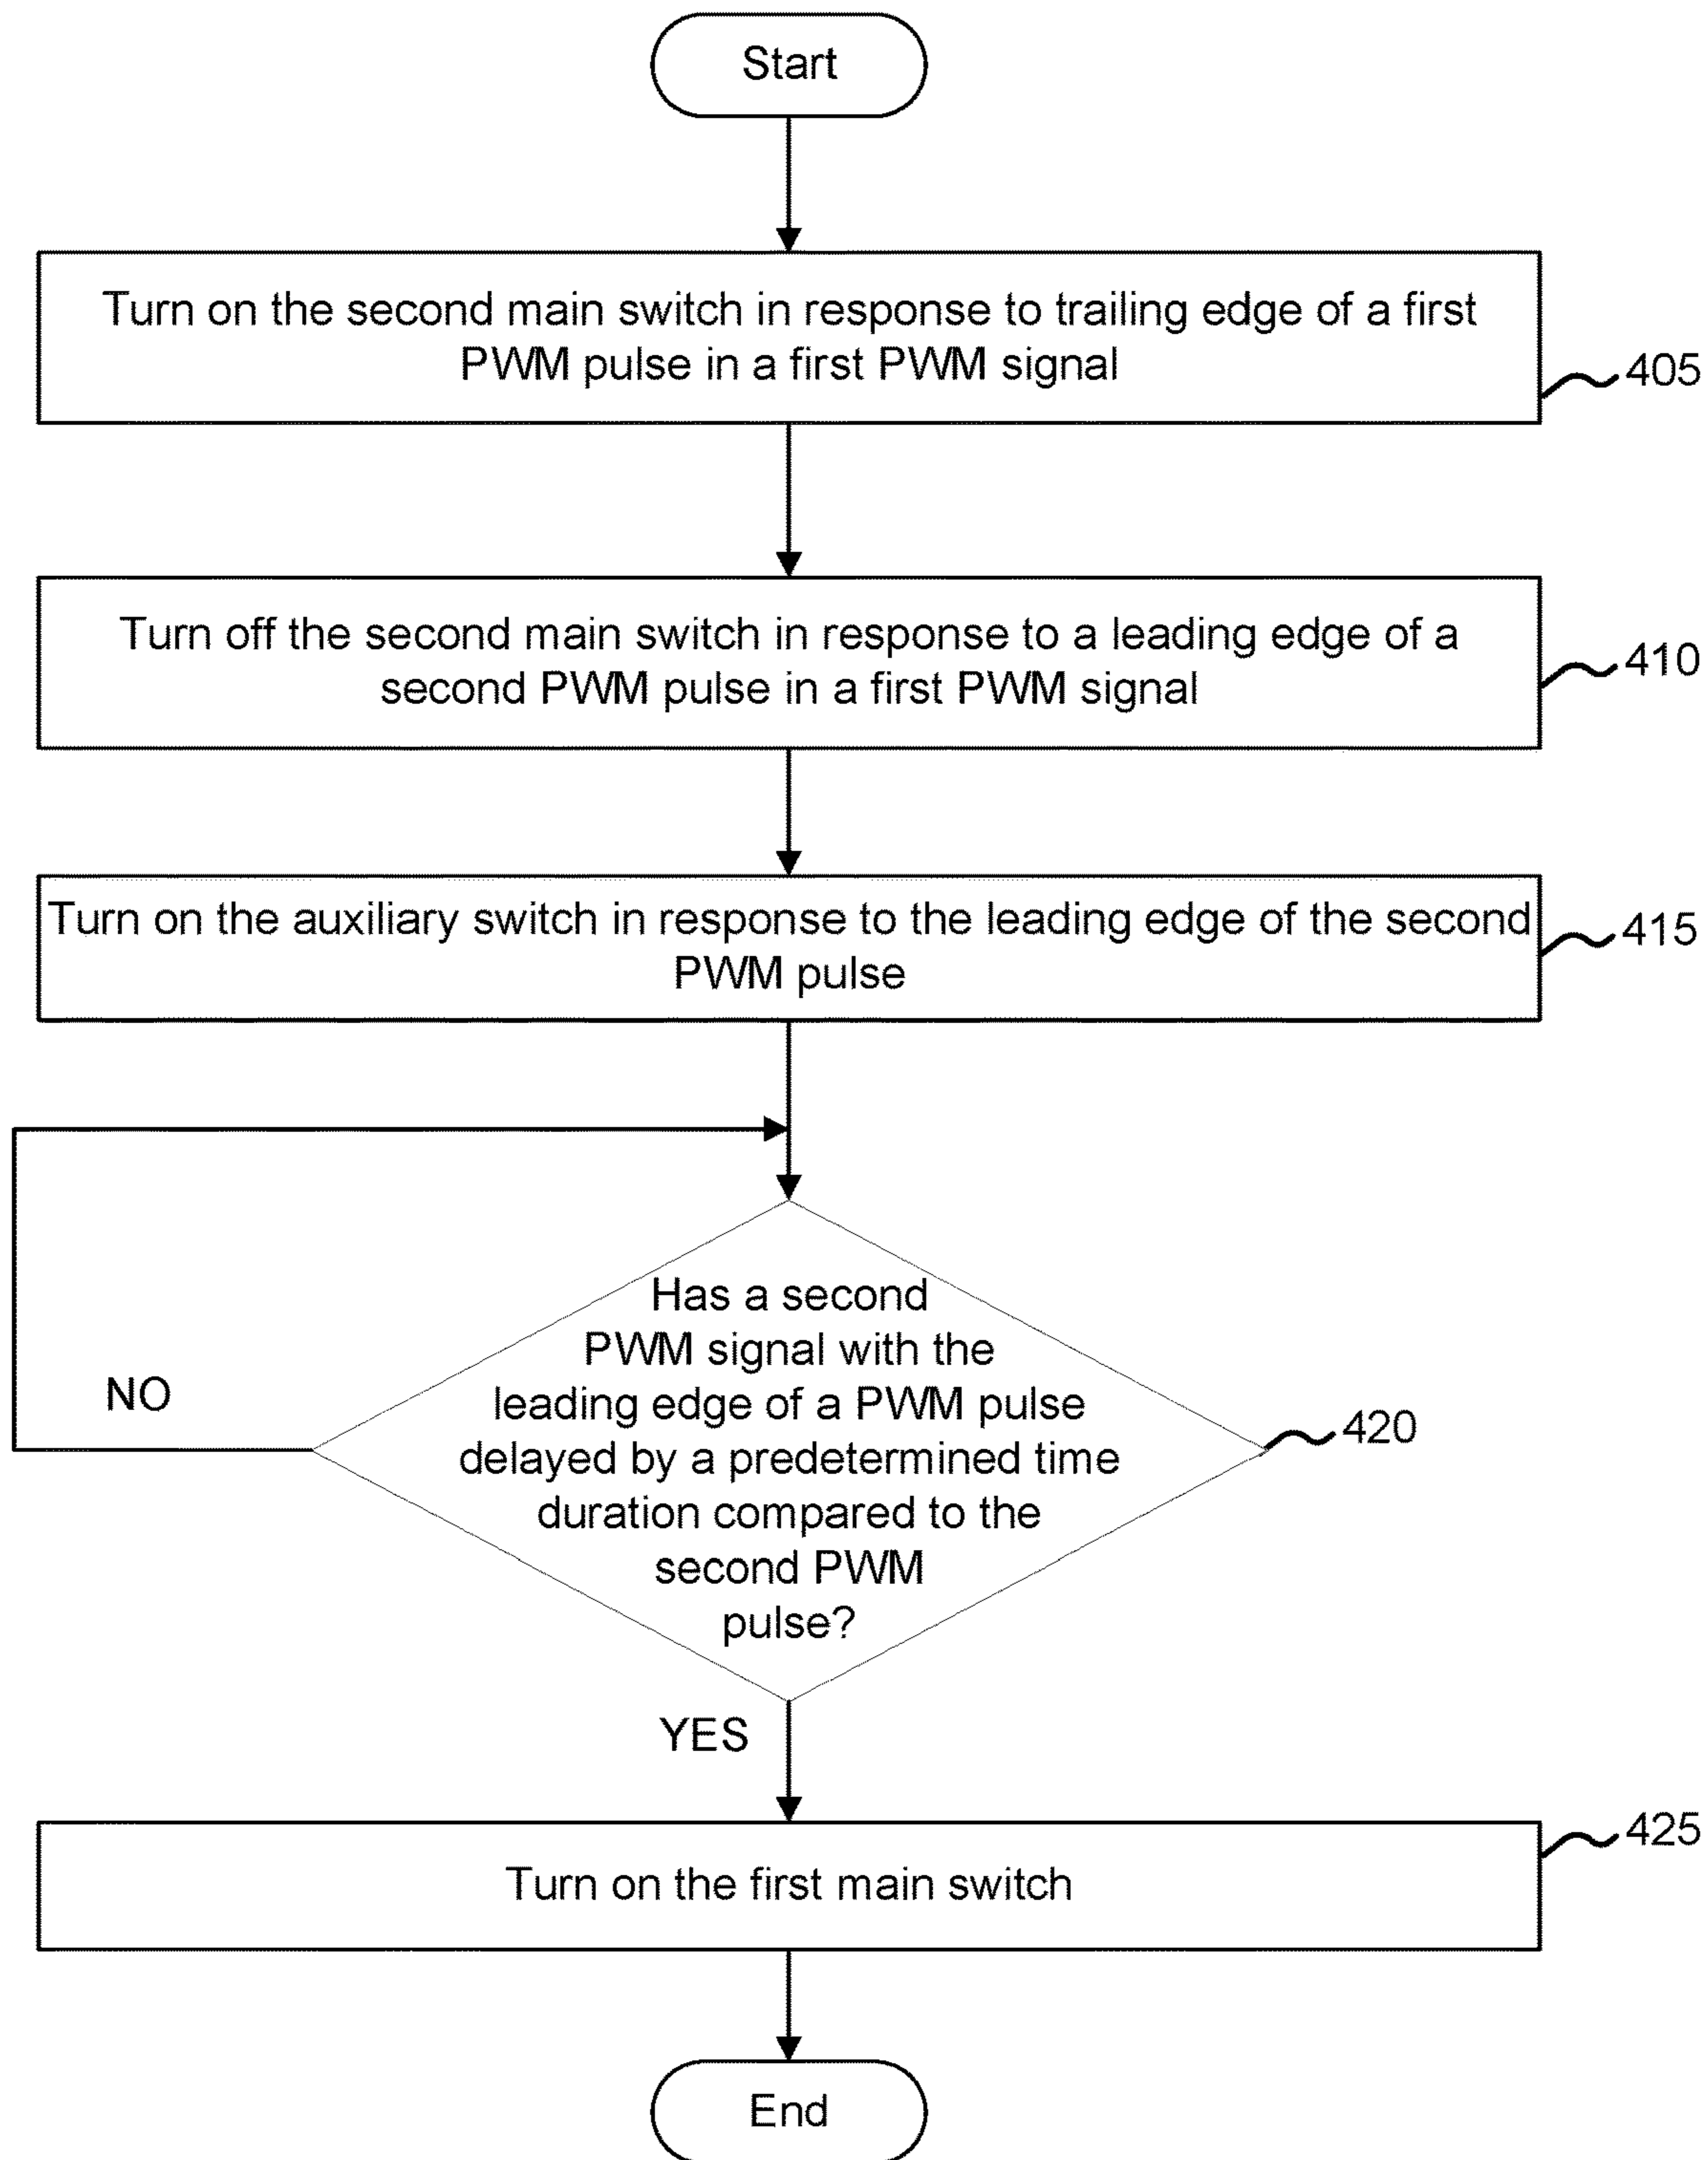 Start
Turn on the second main switch in response to trailing edge of a first
PWM pulse in a first PWM signal
405
Turn off the second main switch in response to a leading edge of a
second PWM pulse in a first PWM signal
410
Turn on the auxiliary switch in response to the leading edge of the second
PWM pulse
415
Has a second
PWM signal with the
leading edge of a PWM pulse
delayed by a predetermined time
duration compared to the
second PWM
pulse?
NO
420
YES
Turn on the first main switch
425
End